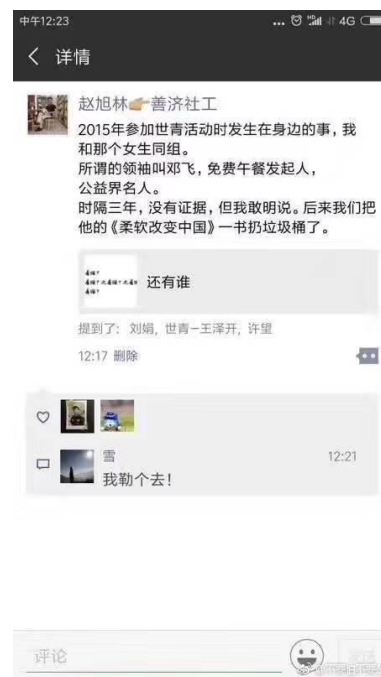 中午12:23
... 4G
详情
赵旭林善济社工
2015年参加世青活动时发生在身边的事，我
和那个女生同组。
所谓的领袖叫邓飞，免费午餐发起人，
公益界名人。
时隔三年，没有证据，但我敢明说。后来我们把
他的《柔软改变中国》一书扔垃圾桶了。
还有谁
提到了：刘娟，世青—王泽开，许望
12:17 删除
雪
12:21
我勒个去！
评论
发送